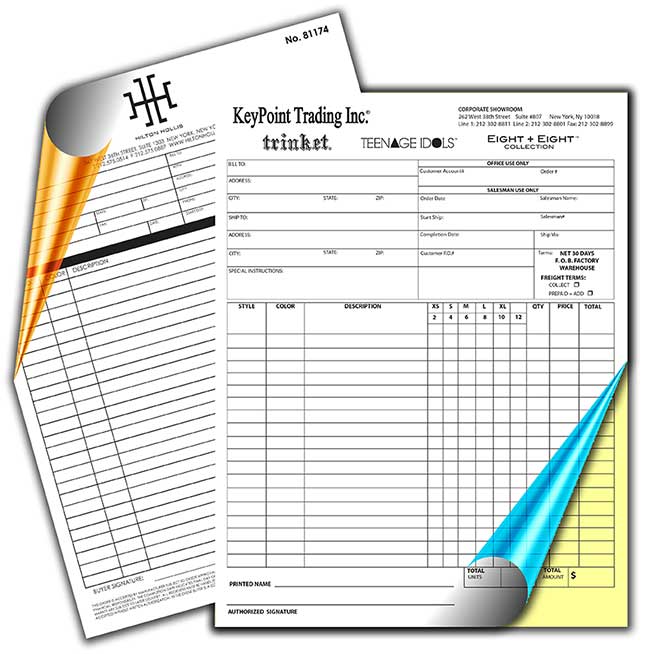 No. 81174
HILTON HOLLIS
COLOR DESCRIPTION
BUYER SIGNATURE:
KeyPoint Trading Inc.®
trinket. TEENAGE IDOLS™ EIGHT + EIGHT™
COLLECTION
CORPORATE SHOWROOM
262 West 38th Street Suite #807 New York, Ny 10018
Line 1: 212-302-8811 Line 2: 212-302-8801 Fax: 212-302-8899
BILL TO:
OFFICE USE ONLY
Customer Account# Order #
ADDRESS:
SALESMAN USE ONLY
CITY: STATE: ZIP: Order Date Salesman Name:
SHIP TO: Start Ship: Salesman#
ADDRESS: Completion Date: Ship Via:
CITY: STATE: ZIP: Customer P.O.# Terms: NET 30 DAYS
F. O. B. FACTORY
WAREHOUSE
SPECIAL INSTRUCTIONS:
FREIGHT TERMS:
COLLECT
PREPAID + ADD
STYLE COLOR DESCRIPTION XS S M L XL QTY PRICE TOTAL
2 4 6 8 10 12
TOTAL UNITS TOTAL AMOUNT $
PRINTED NAME
AUTHORIZED SIGNATURE